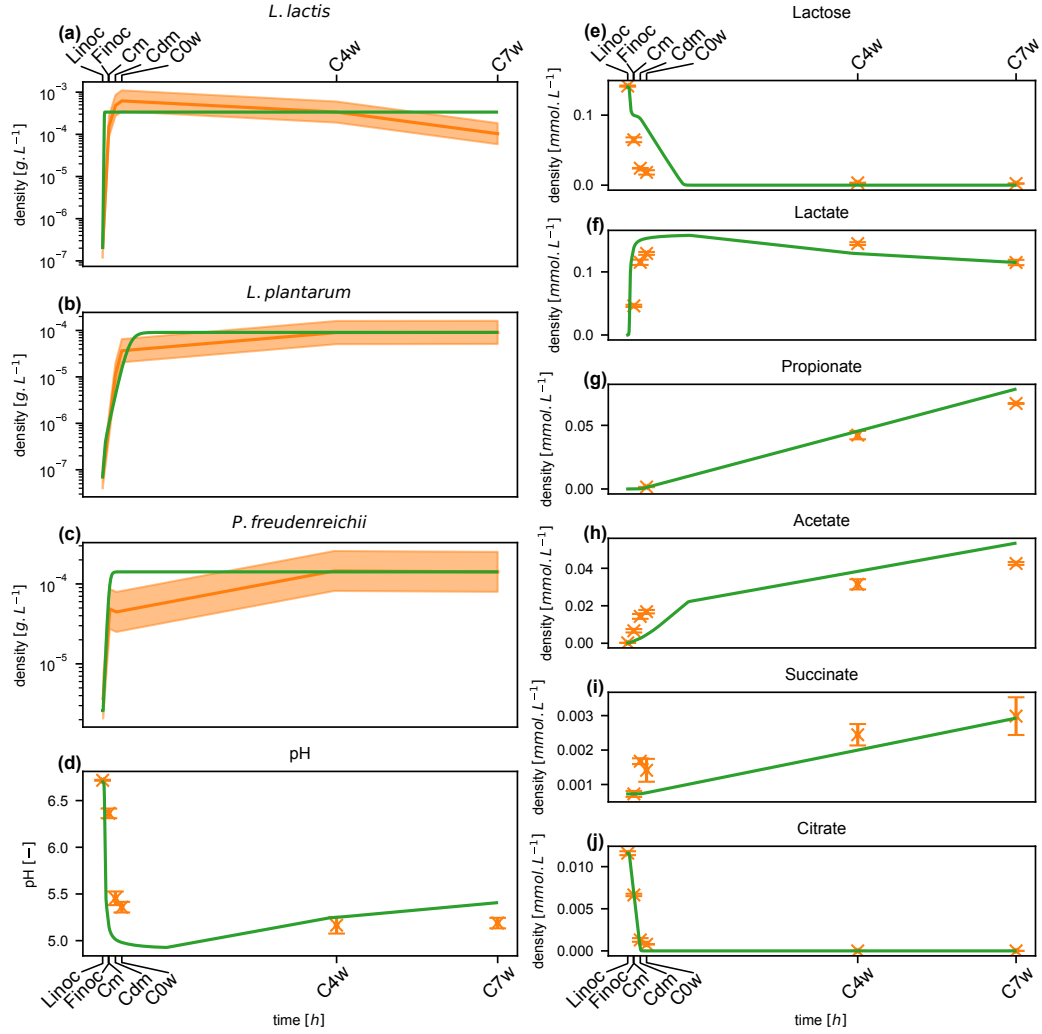 L. lactis
(a)
Linoc
Finoc
Cm
Cdm
C0w
C4w
C7w
10⁻³
10⁻⁴
10⁻⁵
10⁻⁶
10⁻⁷
density [g. L⁻¹]
L. plantarum
(b)
10⁻⁴
10⁻⁵
10⁻⁶
10⁻⁷
density [g. L⁻¹]
P. freudenreichii
(c)
10⁻⁴
10⁻⁵
density [g. L⁻¹]
pH
(d)
6.5
6.0
5.5
5.0
pH [−]
Linoc
Finoc
Cm
Cdm
C0w
C4w
C7w
time [h]
Lactose
(e)
Linoc
Finoc
Cm
Cdm
C0w
C4w
C7w
0.1
0.0
density [mmol. L⁻¹]
Lactate
(f)
0.1
0.0
density [mmol. L⁻¹]
Propionate
(g)
0.05
0.00
density [mmol. L⁻¹]
Acetate
(h)
0.04
0.02
0.00
density [mmol. L⁻¹]
Succinate
(i)
0.003
0.002
0.001
density [mmol. L⁻¹]
Citrate
(j)
0.010
0.005
0.000
density [mmol. L⁻¹]
Linoc
Finoc
Cm
Cdm
C0w
C4w
C7w
time [h]